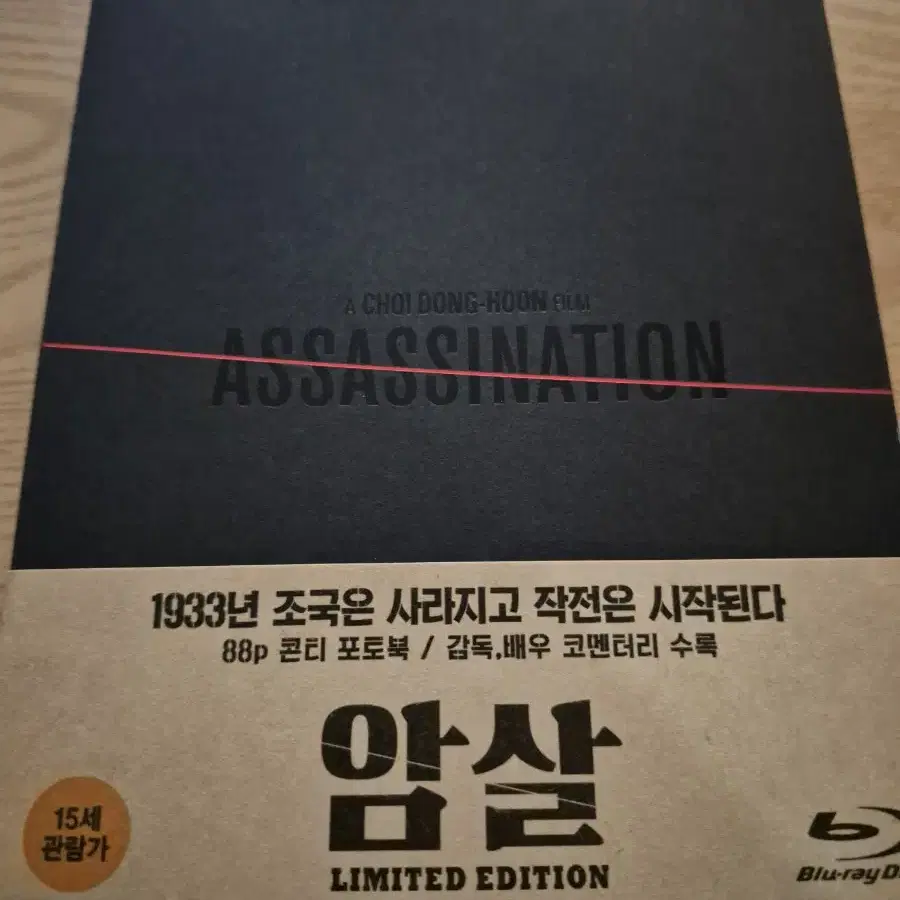 A CHOI DONG-HOON FILM
ASSASSINATION
1933년 조국은 사라지고 작전은 시작된다
88p 콘티 포토북 / 감독,배우 코멘터리 수록
암살
LIMITED EDITION
15세
관람가
Blu-ray D